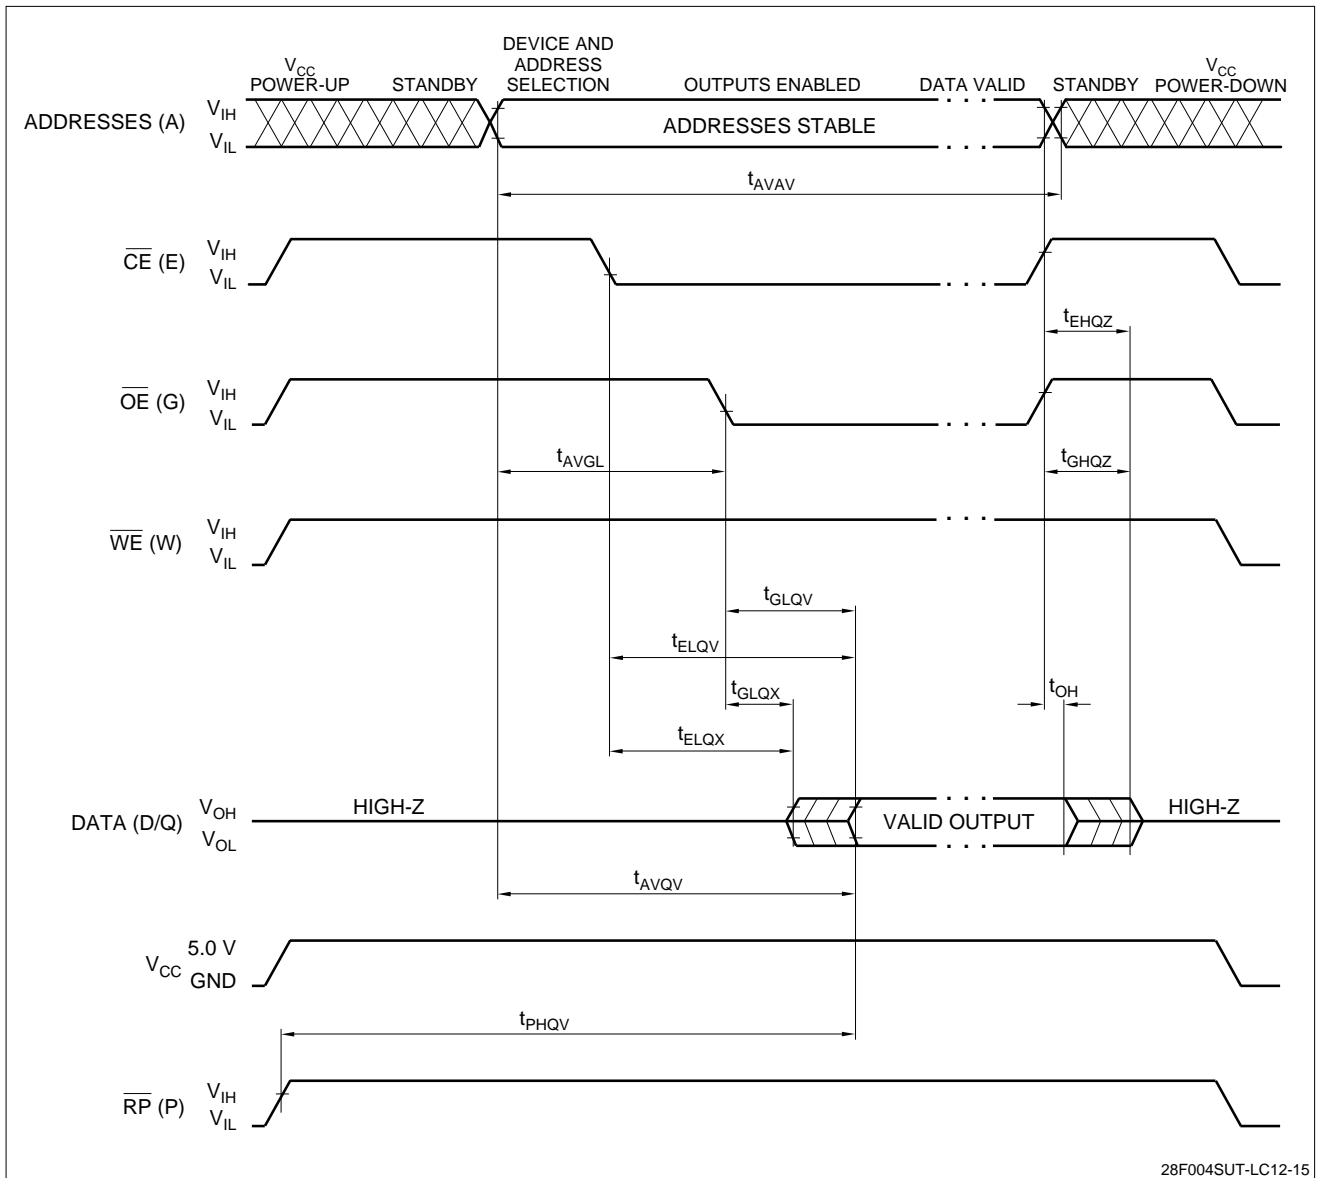 DEVICE AND
ADDRESS
SELECTION
VCC
POWER-UP
STANDBY
OUTPUTS ENABLED
DATA VALID
STANDBY
VCC
POWER-DOWN
ADDRESSES (A)
VIH
VIL
ADDRESSES STABLE
tAVAV
CE (E)
VIH
VIL
tEHQZ
OE (G)
VIH
VIL
tAVGL
tGHQZ
WE (W)
VIH
VIL
tGLQV
tELQV
tGLQX
tOH
tELQX
DATA (D/Q)
VOH
VOL
HIGH-Z
VALID OUTPUT
HIGH-Z
tAVQV
VCC
5.0 V
GND
tPHQV
RP (P)
VIH
VIL
28F004SUT-LC12-15